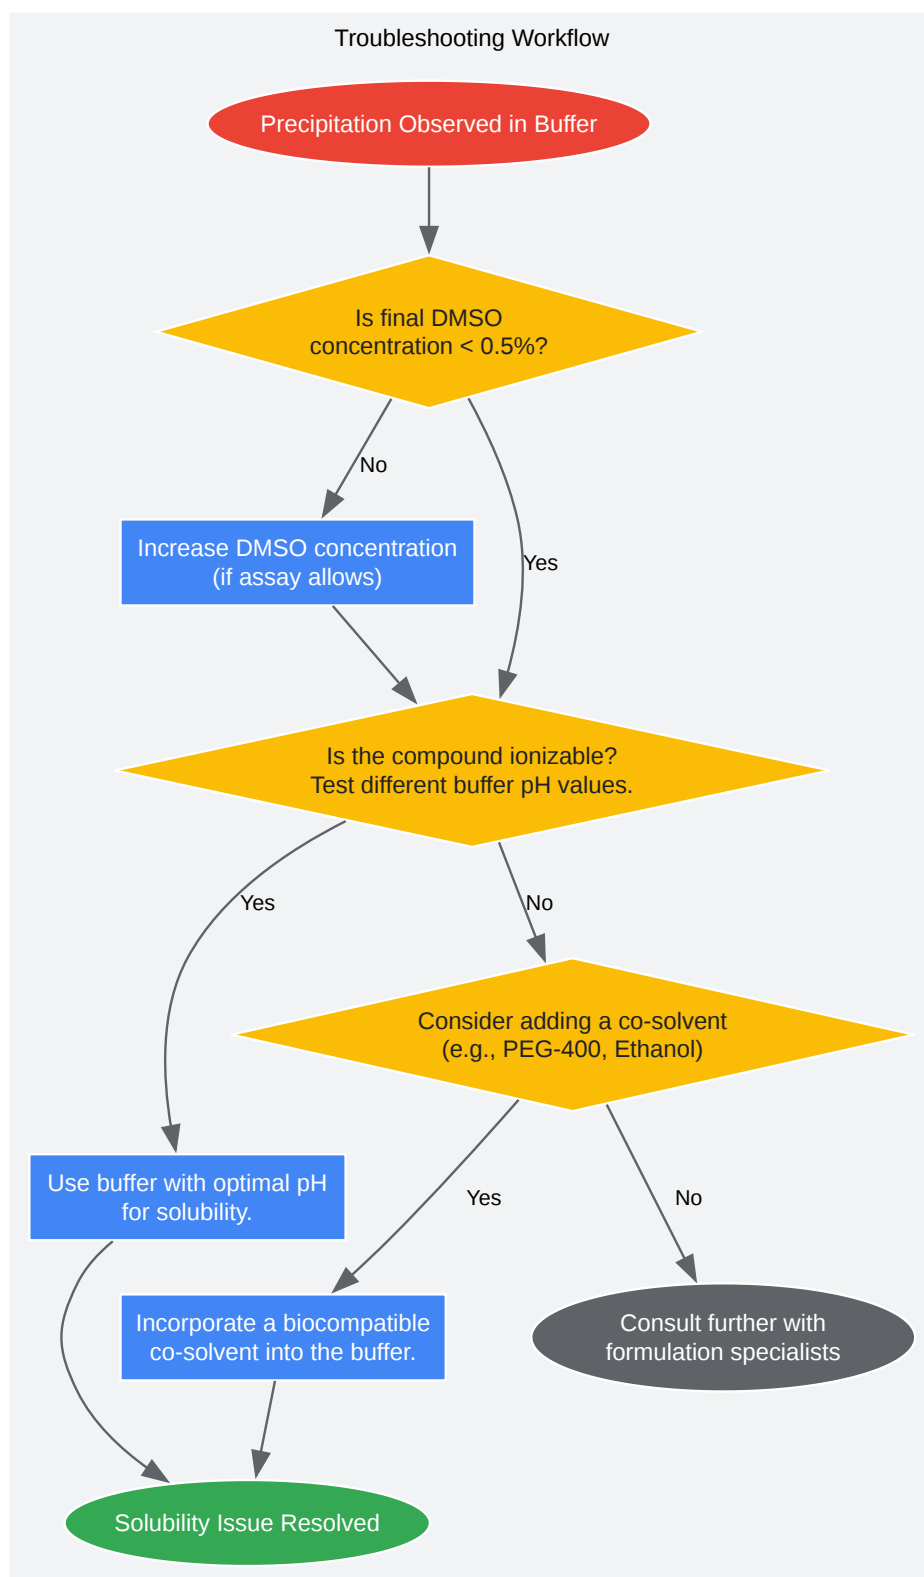 Troubleshooting Workflow
Precipitation Observed in Buffer
Is final DMSO
concentration < 0.5%?
No
Yes
Increase DMSO concentration
(if assay allows)
Is the compound ionizable?
Test different buffer pH values.
Yes
No
Consider adding a co-solvent
(e.g., PEG-400, Ethanol)
Use buffer with optimal pH
for solubility.
Yes
No
Incorporate a biocompatible
co-solvent into the buffer.
Consult further with
formulation specialists
Solubility Issue Resolved